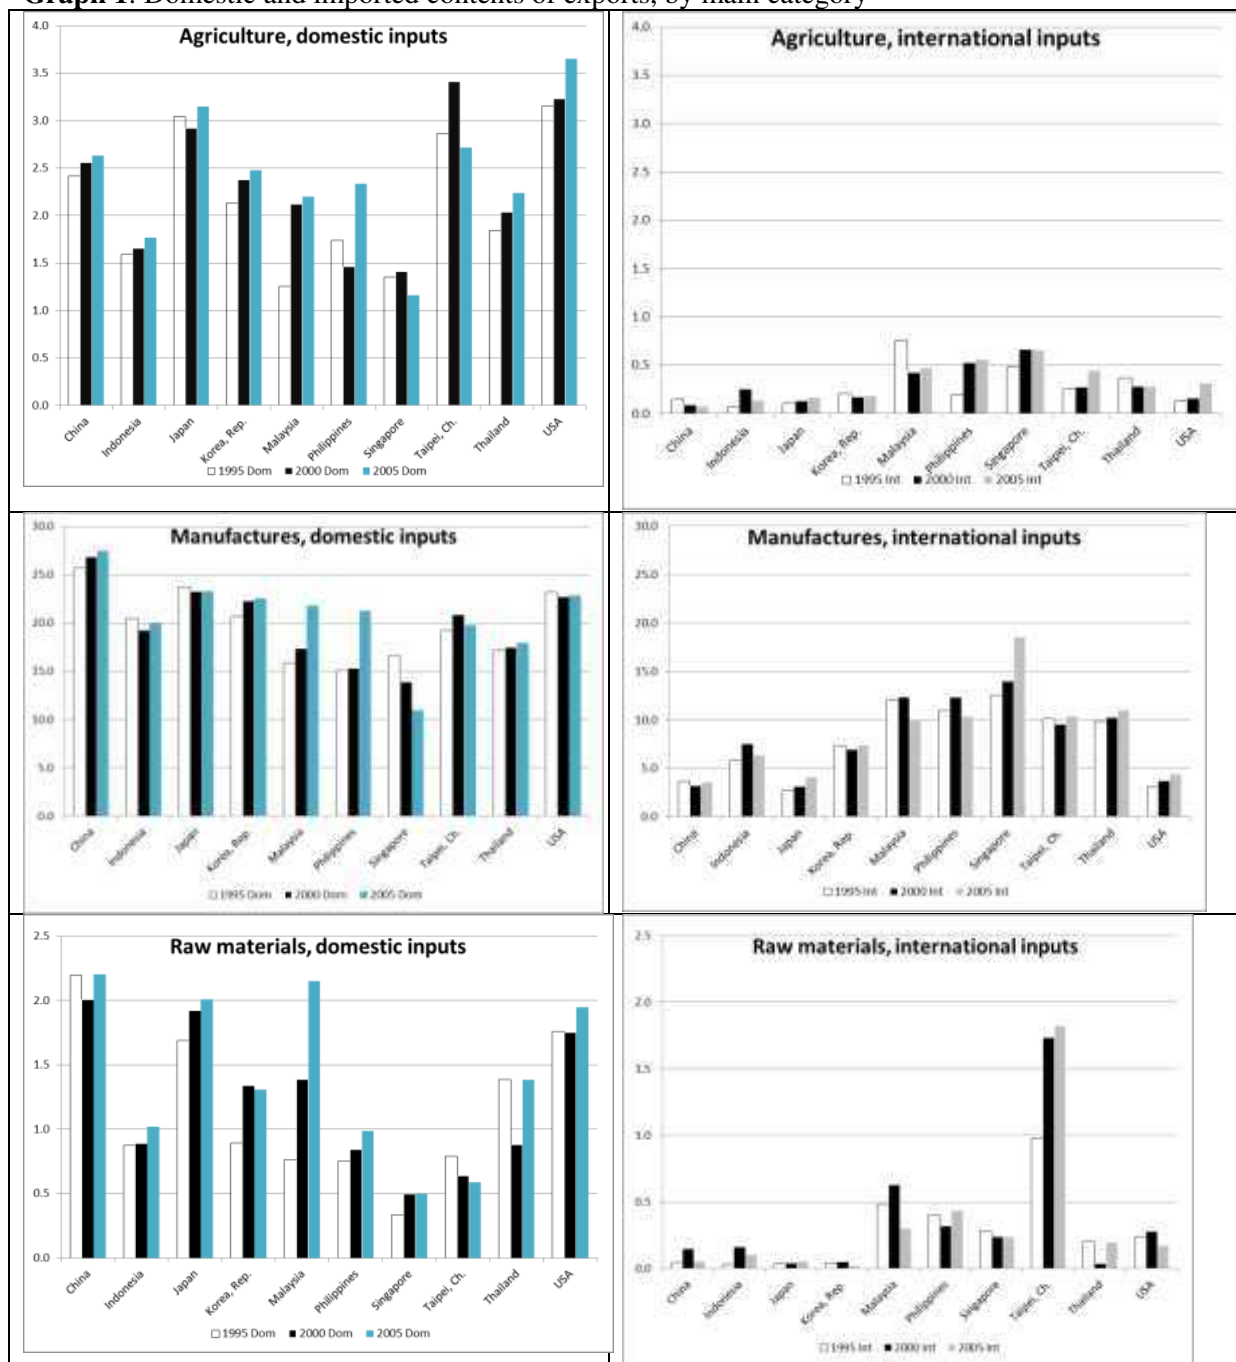 Graph 1: Domestic and imported contents of exports, by main category
Agriculture, domestic inputs
4.0
3.5
3.0
2.5
2.0
1.5
1.0
0.5
0.0
China
Indonesia
Japan
Korea, Rep.
Malaysia
Philippines
Singapore
Taipei, Ch.
Thailand
USA
1995 Dom 2000 Dom 2005 Dom
Agriculture, international inputs
4.0
3.5
3.0
2.5
2.0
1.5
1.0
0.5
0.0
China
Indonesia
Japan
Korea, Rep.
Malaysia
Philippines
Singapore
Taipei, Ch.
Thailand
USA
1995 Int 2000 Int 2005 Int
Manufactures, domestic inputs
30.0
25.0
20.0
15.0
10.0
5.0
0.0
China
Indonesia
Japan
Korea, Rep.
Malaysia
Philippines
Singapore
Taipei, Ch.
Thailand
USA
1995 Dom 2000 Dom 2005 Dom
Manufactures, international inputs
30.0
25.0
20.0
15.0
10.0
5.0
0.0
China
Indonesia
Japan
Korea, Rep.
Malaysia
Philippines
Singapore
Taipei, Ch.
Thailand
USA
1995 Int 2000 Int 2005 Int
Raw materials, domestic inputs
2.5
2.0
1.5
1.0
0.5
0.0
China
Indonesia
Japan
Korea, Rep.
Malaysia
Philippines
Singapore
Taipei, Ch.
Thailand
USA
1995 Dom 2000 Dom 2005 Dom
Raw materials, international inputs
2.5
2.0
1.5
1.0
0.5
0.0
China
Indonesia
Japan
Korea, Rep.
Malaysia
Philippines
Singapore
Taipei, Ch.
Thailand
USA
1995 Int 2000 Int 2005 Int